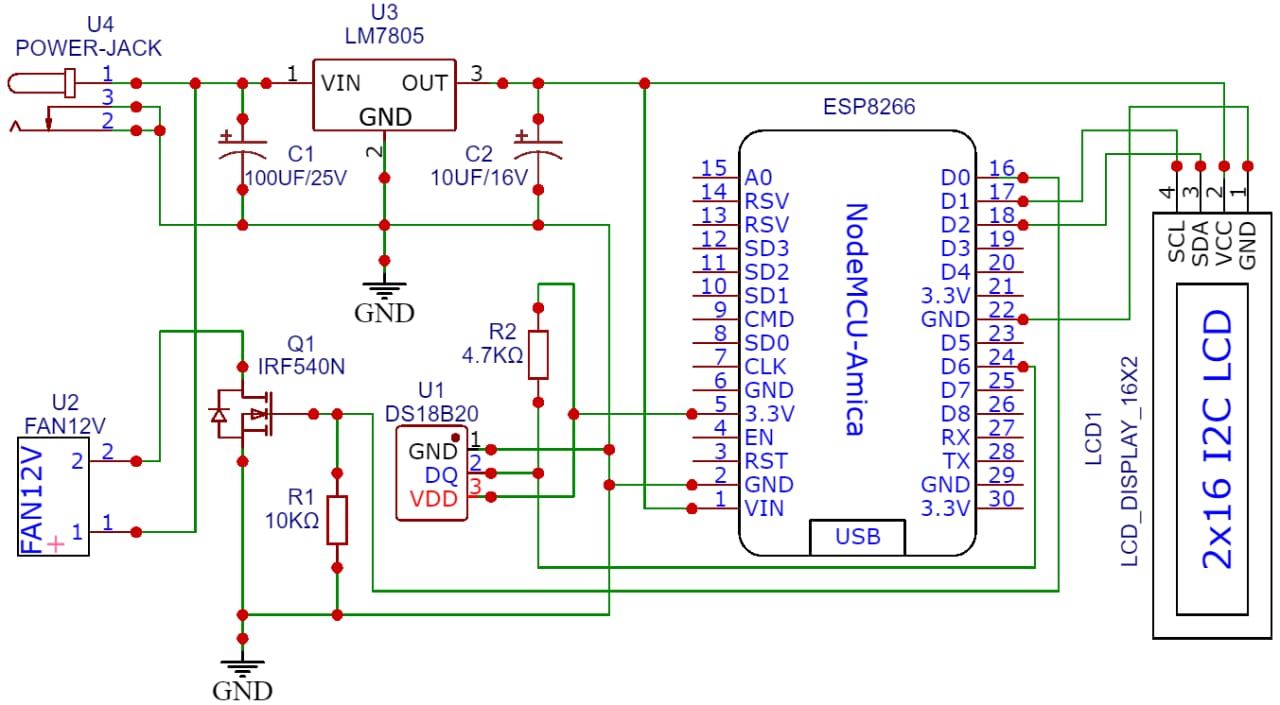 U4
POWER-JACK
1
3
2
U3
LM7805
1
VIN
OUT
3
GND
2
+
C1
100UF/25V
+
C2
10UF/16V
GND
ESP8266
NodeMCU-Amica
15 A0
14 RSV
13 RSV
12 SD3
11 SD2
10 SD1
9 CMD
8 SD0
7 CLK
6 GND
5 3.3V
4 EN
3 RST
2 GND
1 VIN
D0 16
D1 17
D2 18
D3 19
D4 20
3.3V 21
GND 22
D5 23
D6 24
D7 25
D8 26
RX 27
TX 28
GND 29
3.3V 30
USB
4 3 2 1
SCL
SDA
VCC
GND
2x16 I2C LCD
LCD1
LCD_DISPLAY_16X2
Q1
IRF540N
R2
4.7KΩ
U1
DS18B20
GND 1
DQ 2
VDD 3
U2
FAN12V
FAN12V
+
2 2
1 1
R1
10KΩ
GND